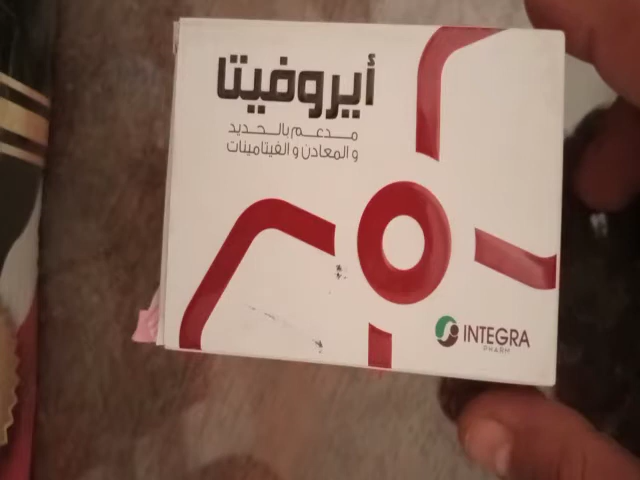 أيروفيتا
مدعم بالحديد
و المعادن و الفيتامينات
INTEGRA
PHARM